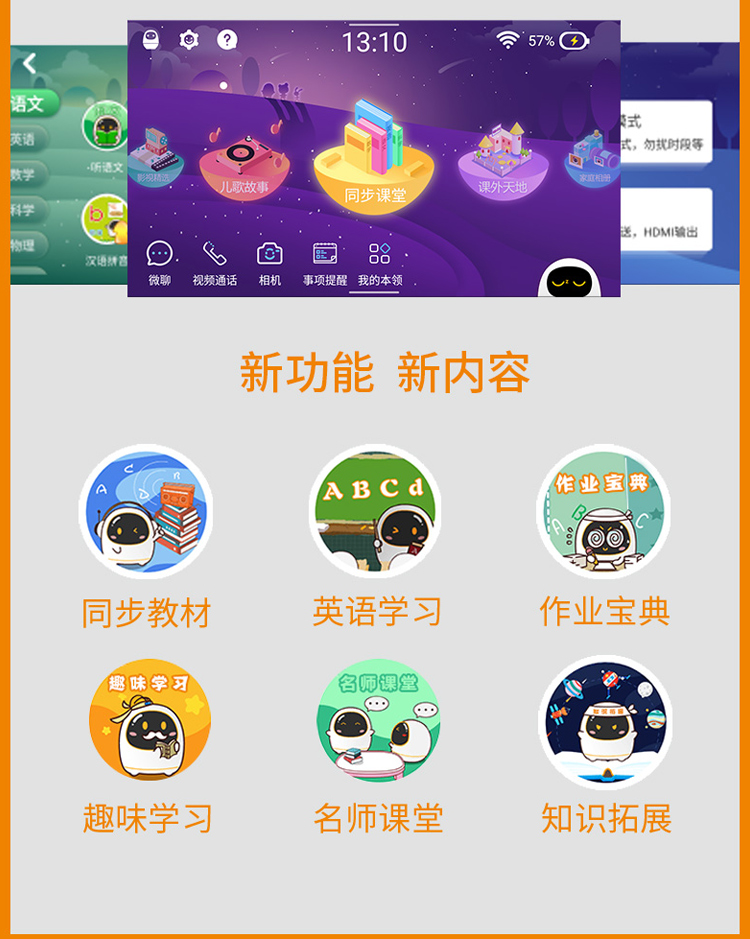 13:10
57%
语文
英语
数学
科学
物理
·听语文
汉语拼音
影视精选
儿歌故事
同步课堂
课外天地
家庭相册
微聊
视频通话
相机
事项提醒
我的本领
模式
式，勿扰时段等
送，HDMI输出
新功能 新内容
A
C
D
B
同步教材
A B C d
英语学习
作业宝典
A
B
C
作业宝典
趣味学习
趣味学习
名师课堂
名师课堂
知识拓展